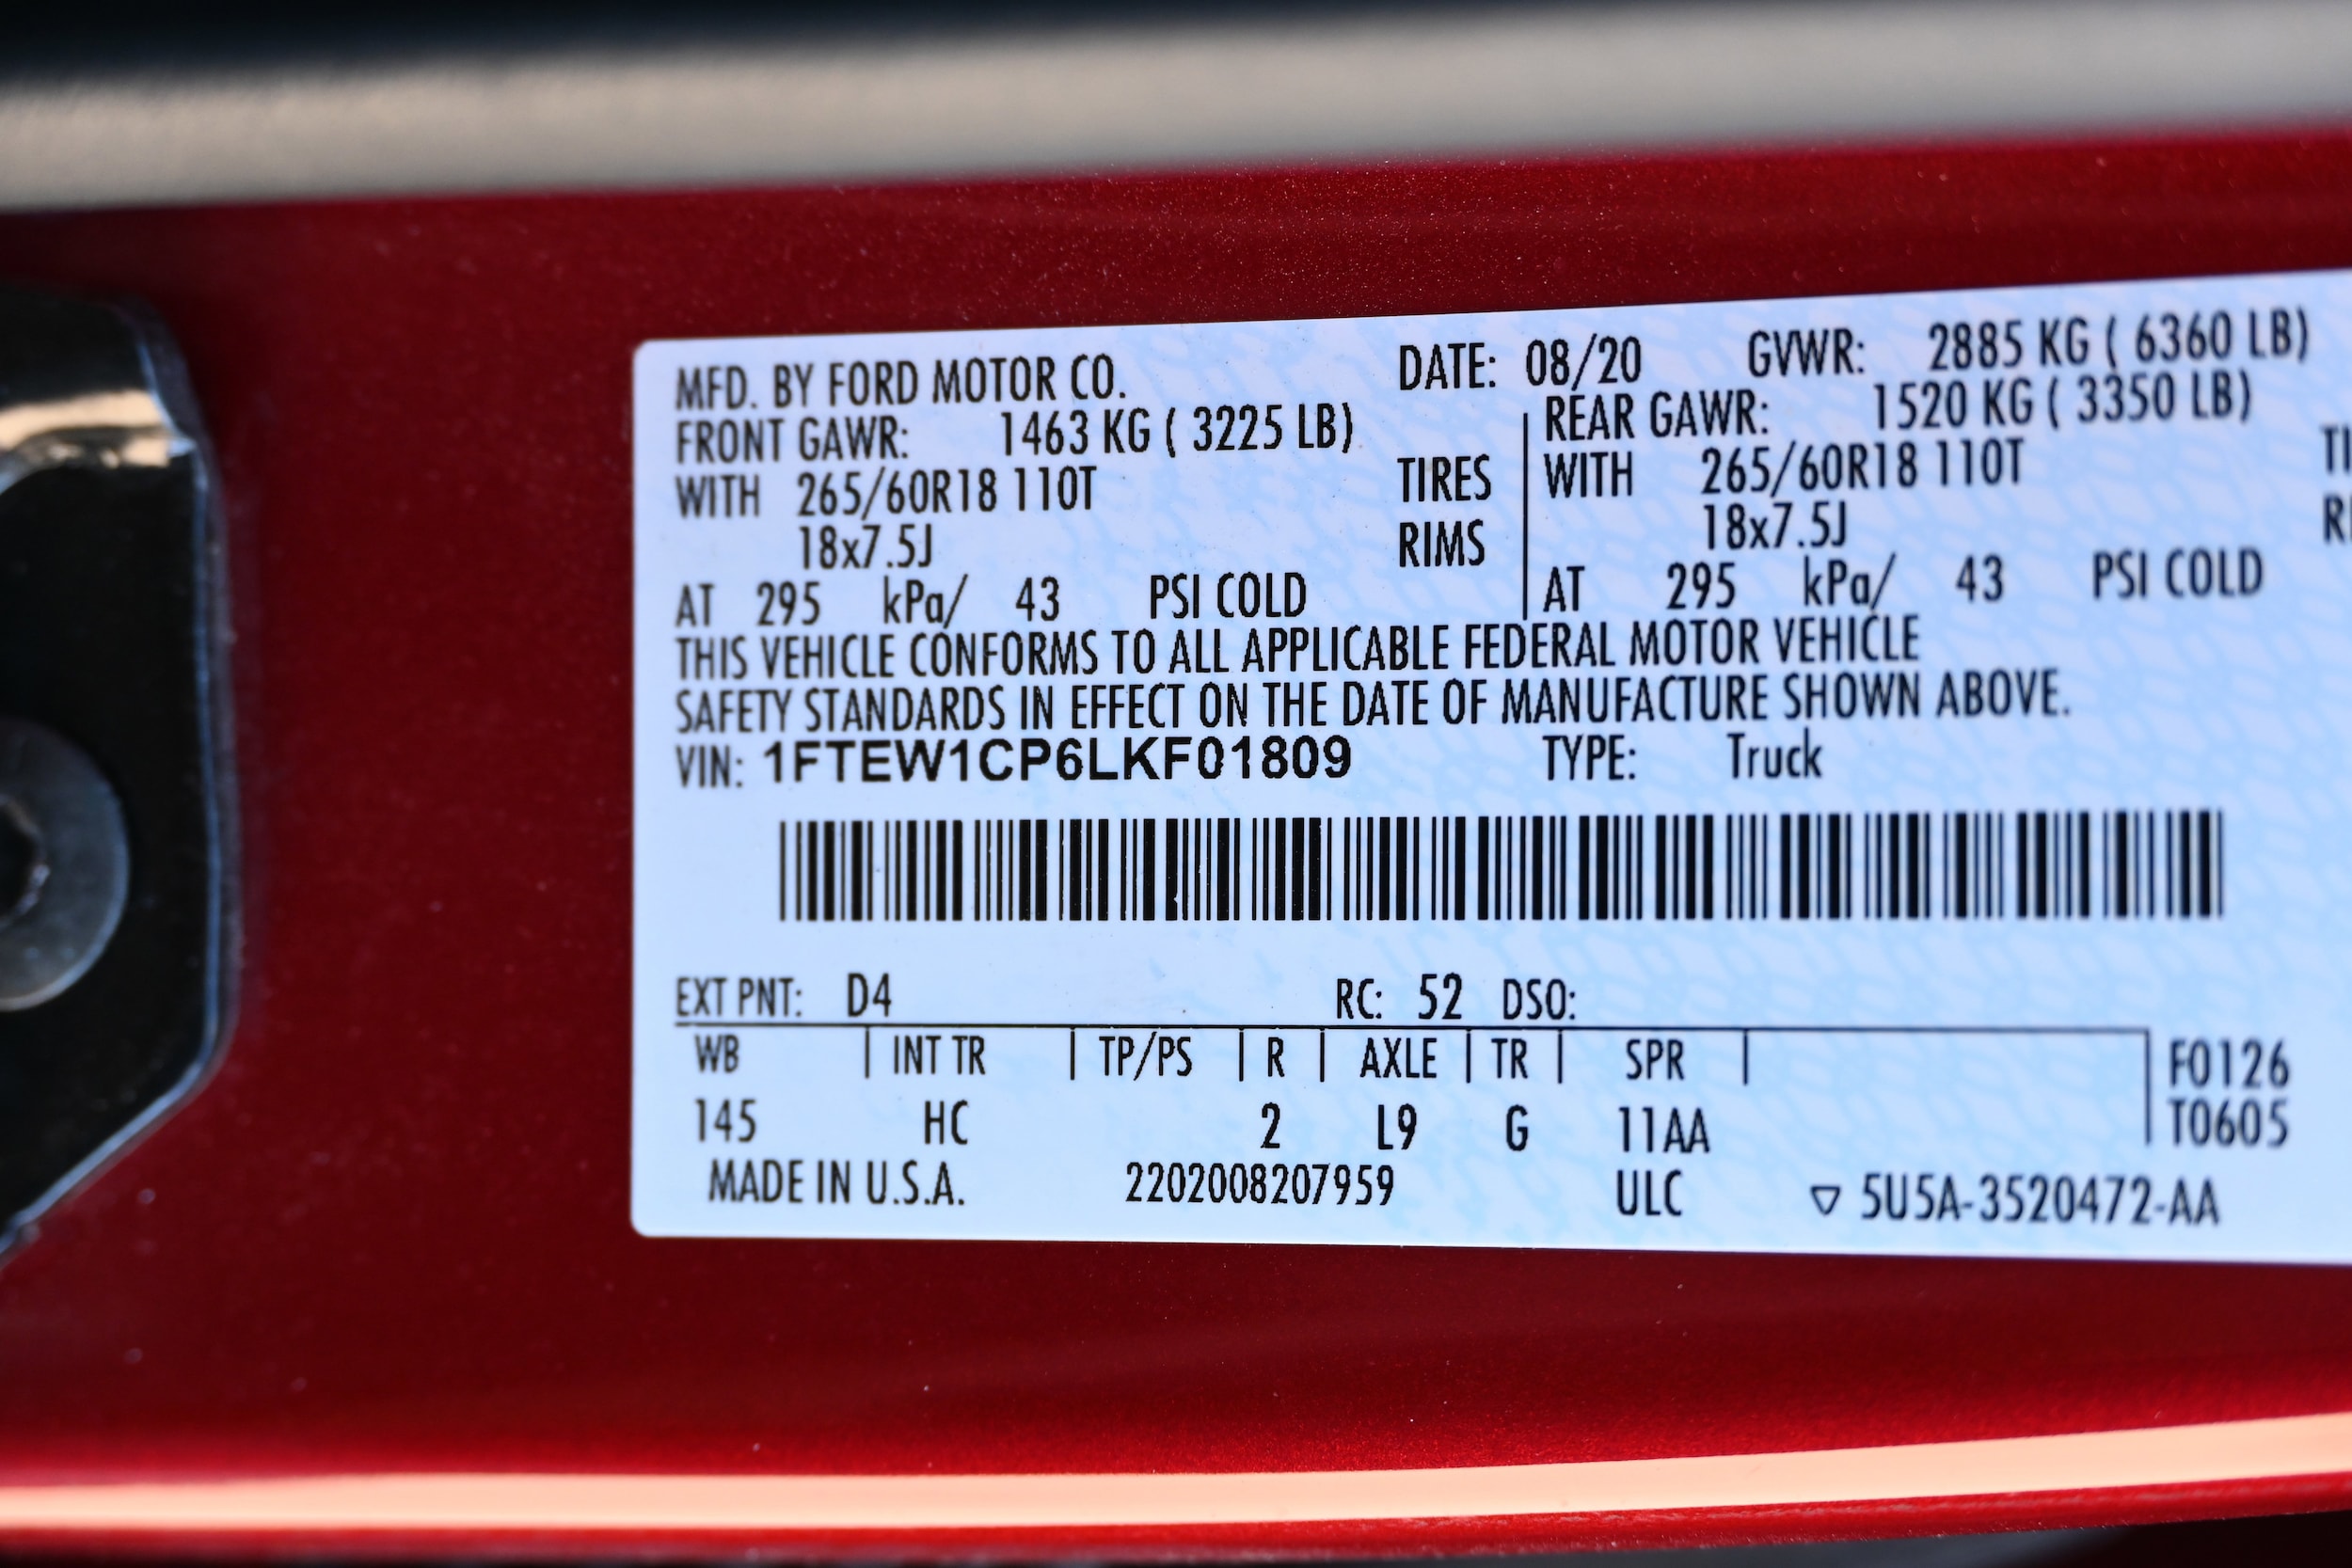 MFD. BY FORD MOTOR CO. DATE: 08/20 GVWR: 2885 KG ( 6360 LB)
FRONT GAWR: 1463 KG ( 3225 LB) REAR GAWR: 1520 KG ( 3350 LB)
WITH 265/60R18 110T TIRES WITH 265/60R18 110T
18x7.5J RIMS 18x7.5J
AT 295 kPa/ 43 PSI COLD AT 295 kPa/ 43 PSI COLD
THIS VEHICLE CONFORMS TO ALL APPLICABLE FEDERAL MOTOR VEHICLE
SAFETY STANDARDS IN EFFECT ON THE DATE OF MANUFACTURE SHOWN ABOVE.
VIN: 1FTEW1CP6LKF01809 TYPE: Truck
EXT PNT: D4 RC: 52 DSO:
WB | INT TR | TP/PS | R | AXLE | TR | SPR | F0126
145 HC 2 L9 G 11AA T0605
MADE IN U.S.A. 2202008207959 ULC ▽ 5U5A-3520472-AA